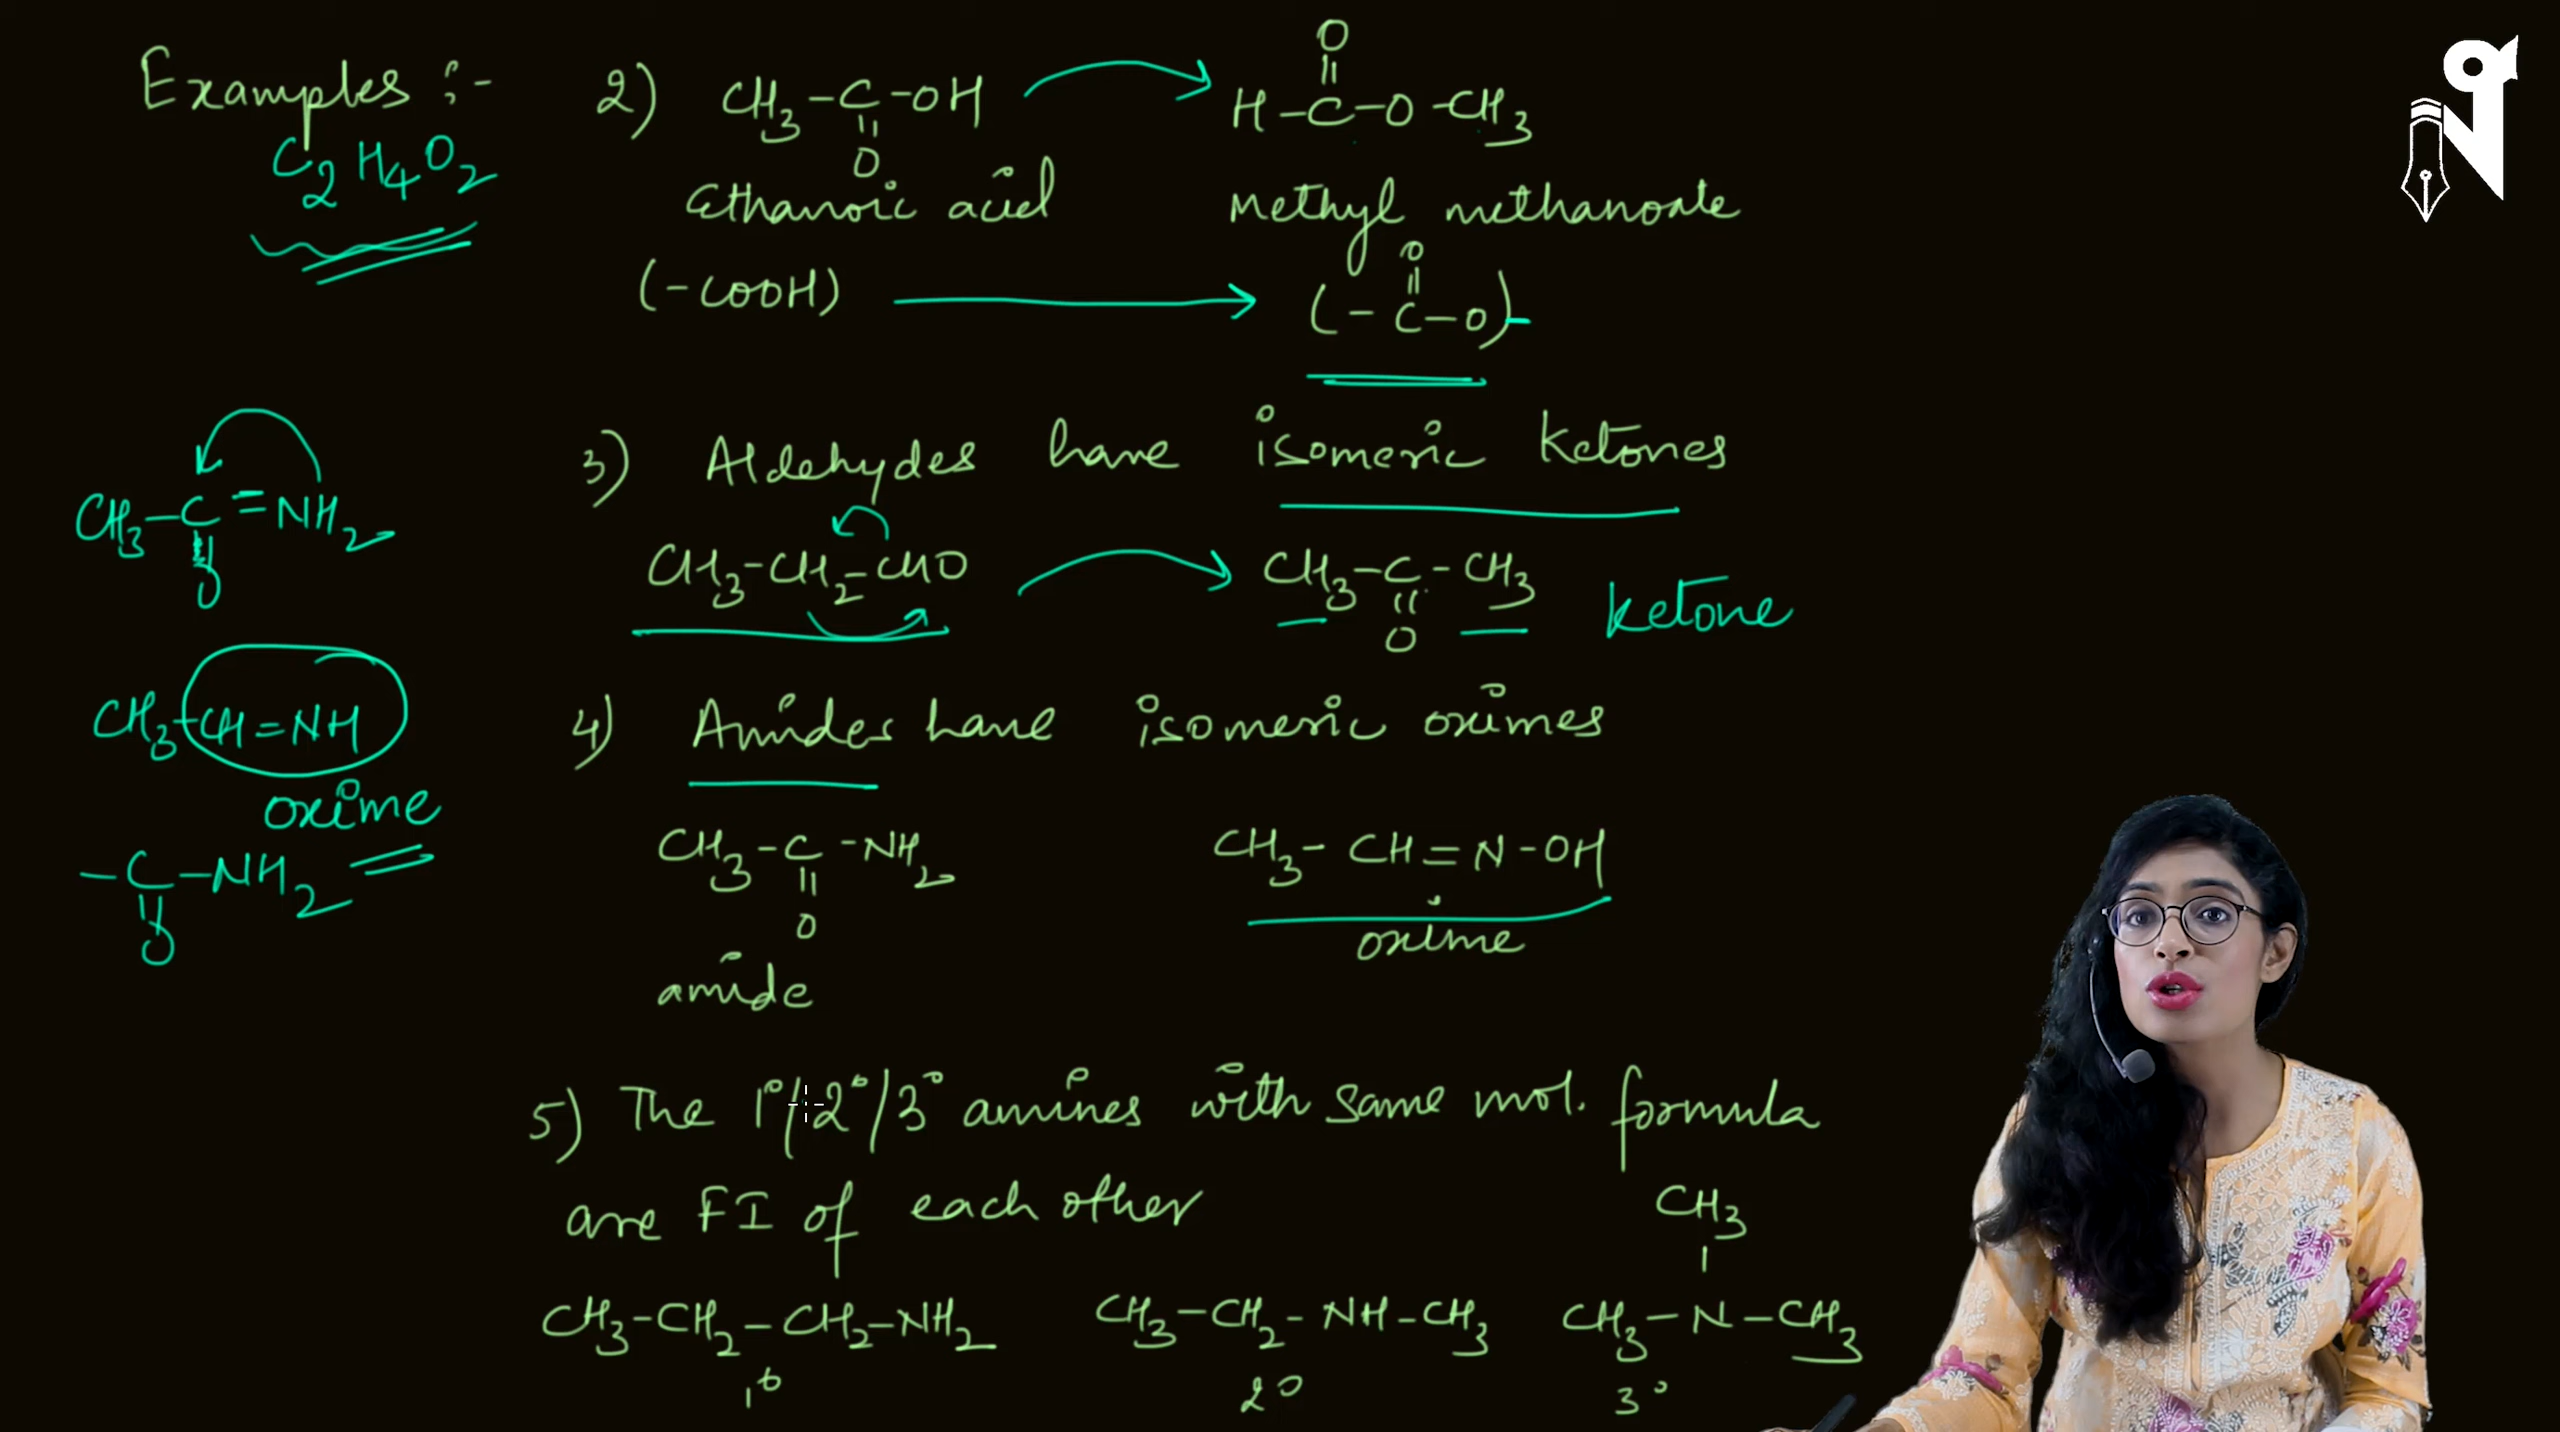 Examples :-
C2H4O2
2) CH3-C-OH
||
O
O
||
H-C-O-CH3
Ethanoic acid
Methyl methanoate
(-COOH)
O
||
(-C-O)-
3) Aldehydes have isomeric ketones
CH3-CH2-CHO
CH3-C-CH3
||
O
ketone
CH3-C=NH2
||
O
CH3-CH=NH
oxime
-C-NH2
||
O
4) Amides have isomeric oximes
CH3-C-NH2
||
O
amide
CH3-CH=N-OH
oxime
5) The 1°/2°/3° amines with same mol. formula
are FI of each other
CH3-CH2-CH2-NH2
1°
CH3-CH2-NH-CH3
2°
CH3
|
CH3-N-CH3
3°